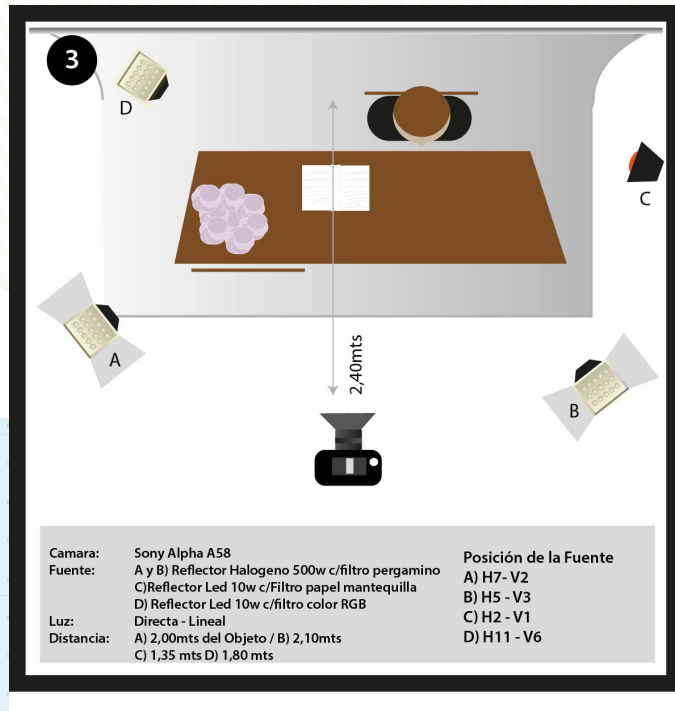 3
D
C
A
2,40mts
B
Camara: Sony Alpha A58
Fuente: A y B) Reflector Halogeno 500w c/filtro pergamino
C)Reflector Led 10w c/Filtro papel mantequilla
D) Reflector Led 10w c/filtro color RGB
Luz: Directa - Lineal
Distancia: A) 2,00mts del Objeto / B) 2,10mts
C) 1,35 mts D) 1,80 mts
Posición de la Fuente
A) H7- V2
B) H5 - V3
C) H2 - V1
D) H11 - V6